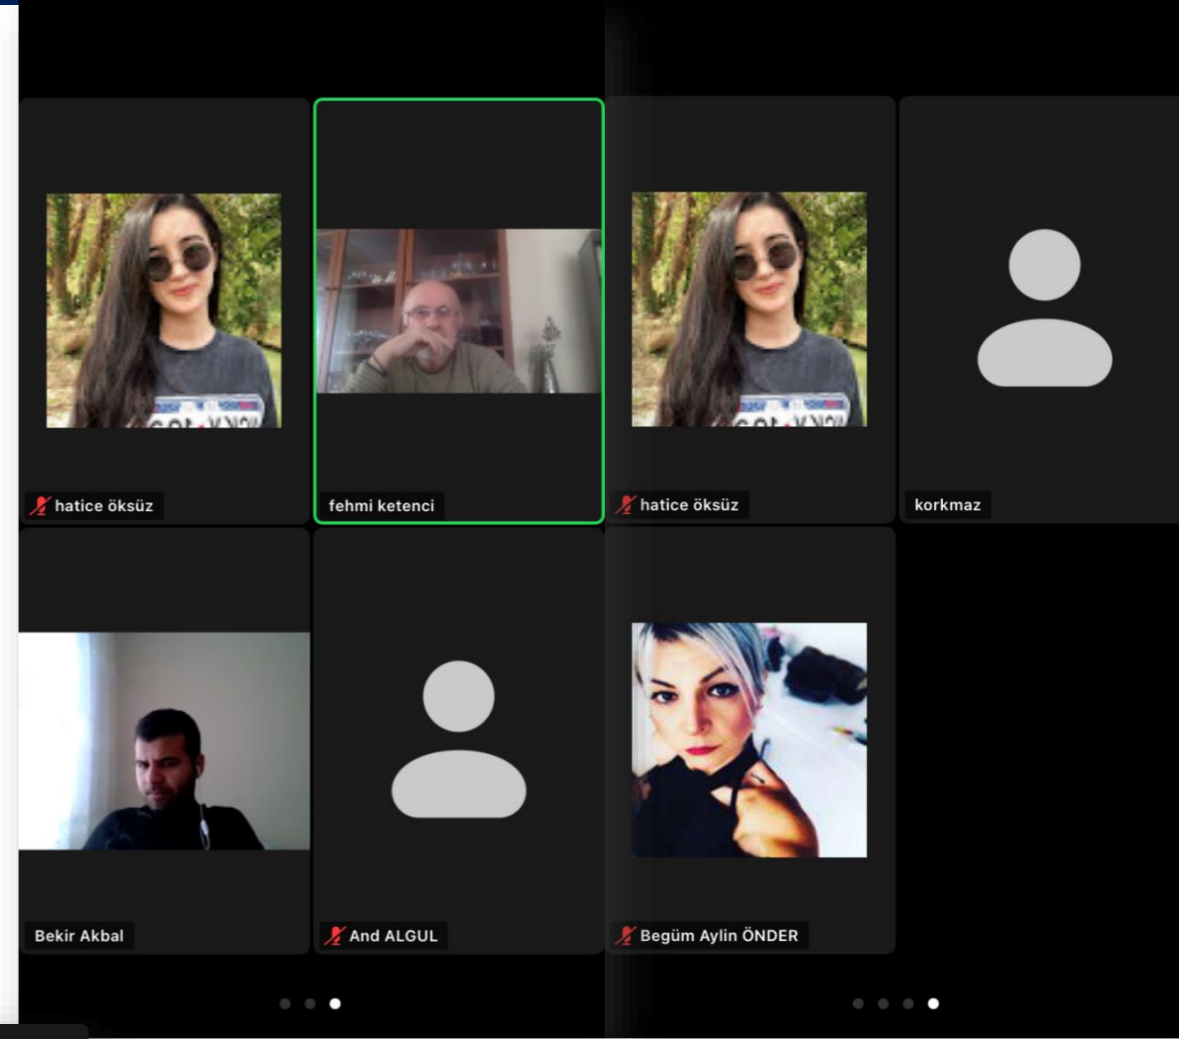 hatice öksüz
fehmi ketenci
hatice öksüz
korkmaz
Bekir Akbal
And ALGUL
Begüm Aylin ÖNDER